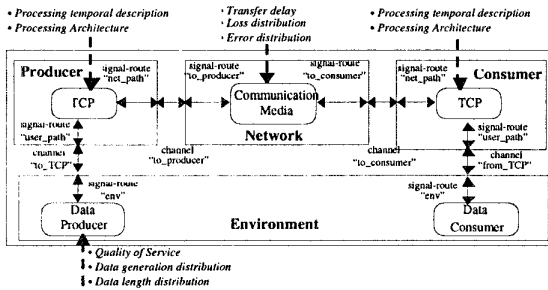 • Processing temporal description
• Processing Architecture
• Transfer delay
• Loss distribution
• Error distribution
• Processing temporal description
• Processing Architecture
Producer
signal-route
"net_path"
signal-route
"to_producer"
signal-route
"to_consumer"
signal-route
"net_path"
Consumer
TCP
Communication
Media
TCP
signal-route
"user_path"
Network
signal-route
"user_path"
channel
"to_TCP"
channel
"to_producer"
channel
"to_consumer"
channel
"from_TCP"
signal-route
"env"
signal-route
"env"
Data
Producer
Environment
Data
Consumer
• Quality of Service
• Data generation distribution
• Data length distribution